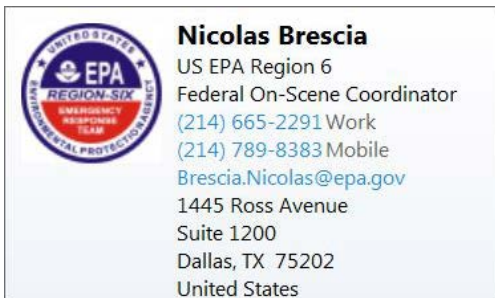 UNITED STATES
EPA
REGION-SIX
EMERGENCY
RESPONSE
TEAM
ENVIRONMENTAL PROTECTION AGENCY
Nicolas Brescia
US EPA Region 6
Federal On-Scene Coordinator
(214) 665-2291 Work
(214) 789-8383 Mobile
Brescia.Nicolas@epa.gov
1445 Ross Avenue
Suite 1200
Dallas, TX 75202
United States